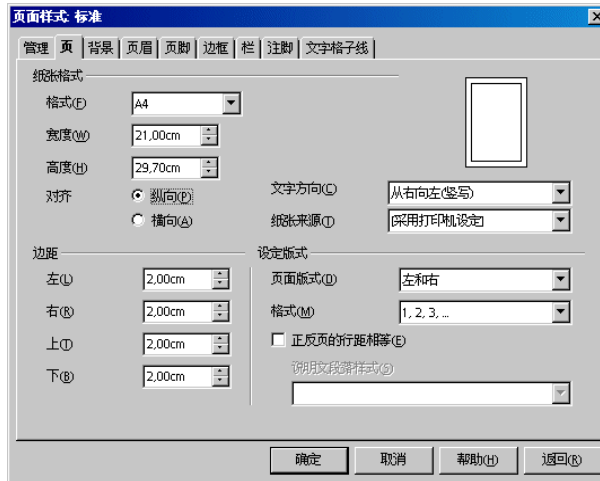 页面样式: 标准
管理 页 背景 页眉 页脚 边框 栏 注脚 文字格子线
纸张格式
格式(F) A4
宽度(W) 21,00cm
高度(H) 29,70cm
对齐 纵向(P) 文字方向(C) 从右向左(竖写)
横向(A) 纸张来源(T) [采用打印机设定]
边距 设定版式
左(L) 2,00cm 页面版式(D) 左和右
右(R) 2,00cm 格式(M) 1, 2, 3, ...
上(T) 2,00cm 正反页的行距相等(E)
下(B) 2,00cm 说明文段落样式(S)
确定 取消 帮助(H) 返回(R)